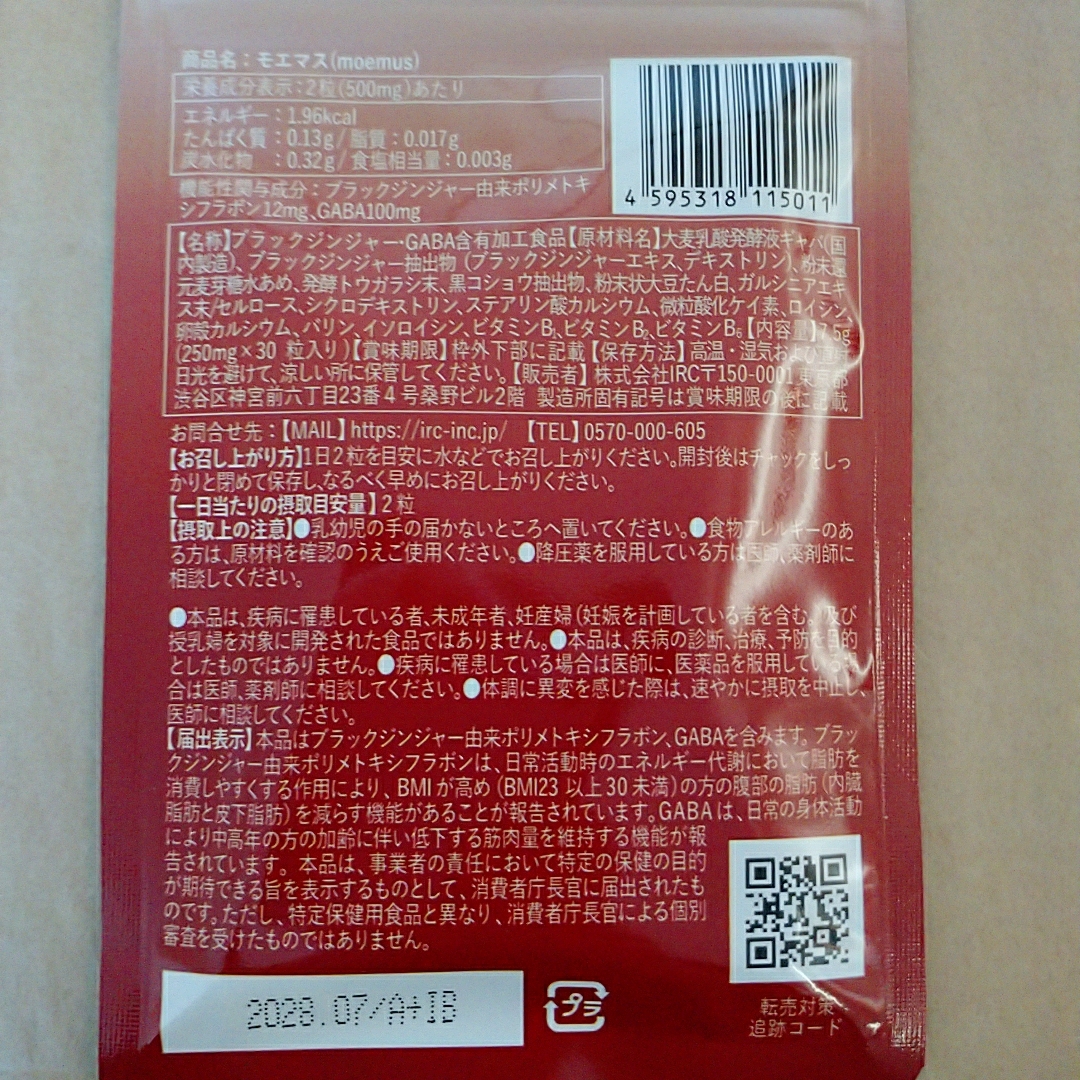 商品名：モエマス(moemus)
栄養成分表示：2粒(500mg)あたり
エネルギー：1.96kcal
たんぱく質：0.13g/脂質：0.017g
炭水化物　：0.32g/食塩相当量：0.003g
機能性関与成分：ブラックジンジャー由来ポリメトキ
シフラボン12mg、GABA100mg
4 595318 115011
【名称】ブラックジンジャー・GABA含有加工食品【原材料名】大麦乳酸発酵液ギャバ(国
内製造)、ブラックジンジャー抽出物（ブラックジンジャーエキス、デキストリン）、粉末還
元麦芽糖水あめ、発酵トウガラシ末、黒コショウ抽出物、粉末状大豆たん白、ガルシニアエキ
ス末/セルロース、シクロデキストリン、ステアリン酸カルシウム、微粒酸化ケイ素、ロイシン、
卵殻カルシウム、バリン、イソロイシン、ビタミンB₁、ビタミンB₂、ビタミンB₆【内容量】7.5g
(250mg×30 粒入り)【賞味期限】枠外下部に記載【保存方法】高温・湿気および直射
日光を避けて、涼しい所に保管してください。【販売者】株式会社IRC〒150-0001東京都
渋谷区神宮前六丁目23番4号桑野ビル2階 製造所固有記号は賞味期限の後に記載
お問合せ先：【MAIL】https://irc-inc.jp/ 【TEL】0570-000-605
【お召し上がり方】1日2粒を目安に水などでお召し上がりください。開封後はチャックをしっ
かりと閉めて保存し、なるべく早めにお召し上がりください。
【一日当たりの摂取目安量】2粒
【摂取上の注意】●乳幼児の手の届かないところへ置いてください。●食物アレルギーのあ
る方は、原材料を確認のうえご使用ください。●降圧薬を服用している方は医師、薬剤師に
相談してください。
●本品は、疾病に罹患している者、未成年者、妊産婦(妊娠を計画している者を含む。)及び
授乳婦を対象に開発された食品ではありません。●本品は、疾病の診断、治療、予防を目的
としたものではありません。●疾病に罹患している場合は医師に、医薬品を服用している場
合は医師、薬剤師に相談してください。●体調に異変を感じた際は、速やかに摂取を中止し、
医師に相談してください。
【届出表示】本品はブラックジンジャー由来ポリメトキシフラボン、GABAを含みます。ブラッ
クジンジャー由来ポリメトキシフラボンは、日常活動時のエネルギー代謝において脂肪を
消費しやすくする作用により、BMIが高め（BMI23 以上30未満）の方の腹部の脂肪（内臓
脂肪と皮下脂肪）を減らす機能があることが報告されています。GABAは、日常の身体活動
により中高年の方の加齢に伴い低下する筋肉量を維持する機能が報
告されています。本品は、事業者の責任において特定の保健の目的
が期待できる旨を表示するものとして、消費者庁長官に届出されたも
のです。ただし、特定保健用食品と異なり、消費者庁長官による個別
審査を受けたものではありません。
2028.07/A+IB
プラ
転売対策・
追跡コード